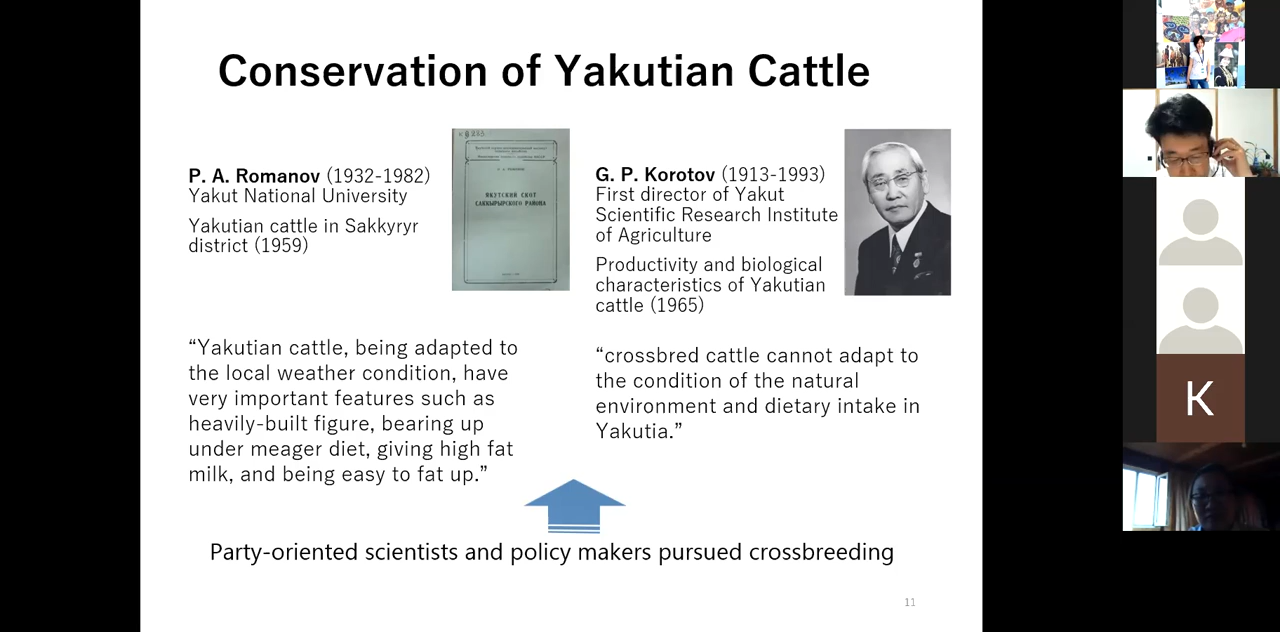 Conservation of Yakutian Cattle
P. A. Romanov (1932-1982)
Yakut National University
Yakutian cattle in Sakkyryr
district (1959)
ЯКУТСКИЙ СКОТ
САККЫРЫРСКОГО РАЙОНА
G. P. Korotov (1913-1993)
First director of Yakut
Scientific Research Institute
of Agriculture
Productivity and biological
characteristics of Yakutian
cattle (1965)
“Yakutian cattle, being adapted to
the local weather condition, have
very important features such as
heavily-built figure, bearing up
under meager diet, giving high fat
milk, and being easy to fat up.”
“crossbred cattle cannot adapt to
the condition of the natural
environment and dietary intake in
Yakutia.”
Party-oriented scientists and policy makers pursued crossbreeding
11
K